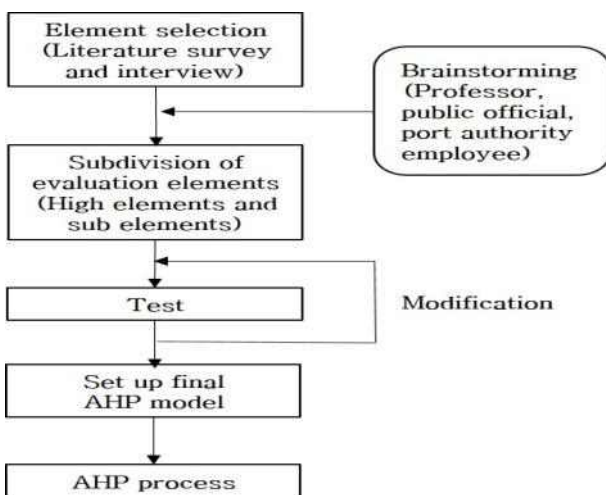 Element selection
(Literature survey
and interview)
Brainstorming
(Professor,
public official,
port authority
employee)
Subdivision of
evaluation elements
(High elements and
sub elements)
Test
Modification
Set up final
AHP model
AHP process